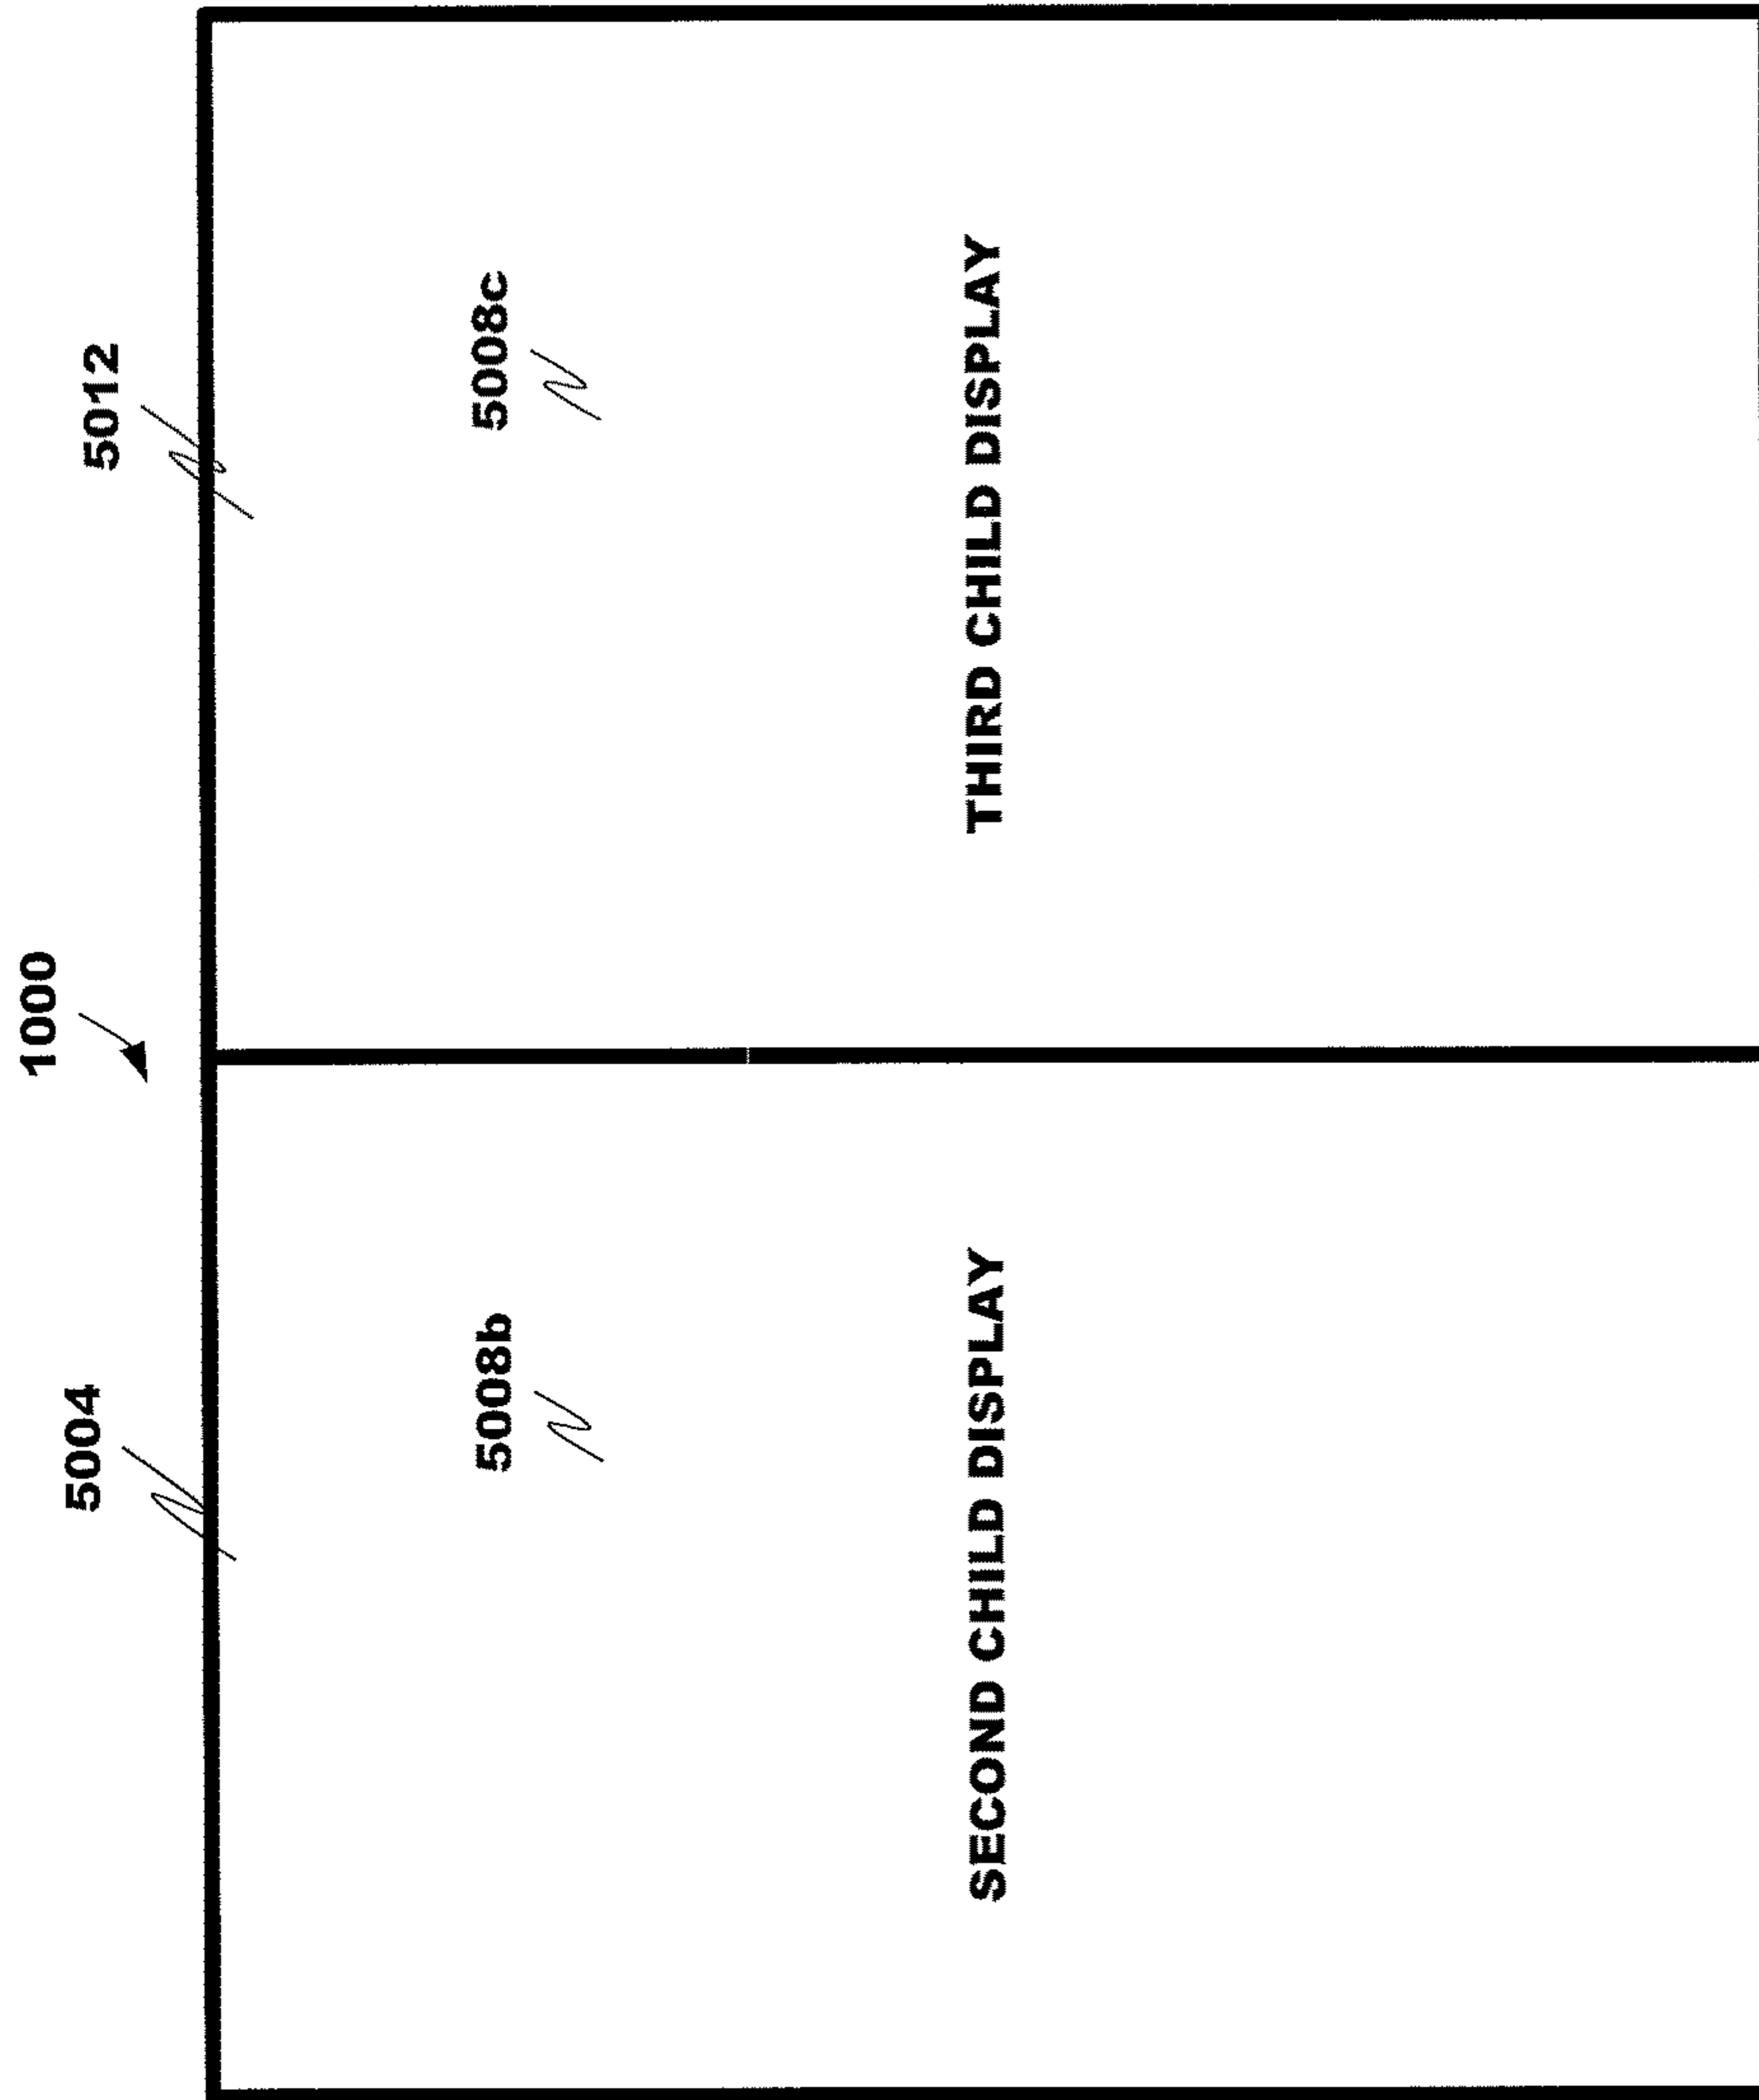 1000
5004
5012
5008b
5008c
SECOND CHILD DISPLAY
THIRD CHILD DISPLAY